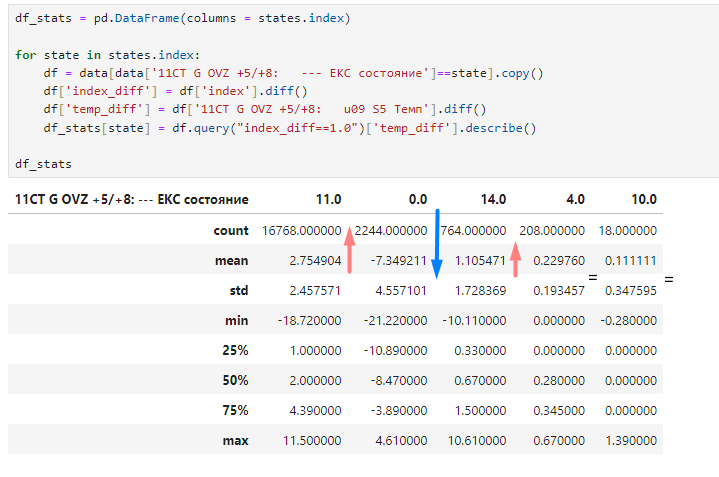 df_stats = pd.DataFrame(columns = states.index)
for state in states.index:
df = data[data['11CT G OVZ +5/+8:   --- ЕКС состояние']==state].copy()
df['index_diff'] = df['index'].diff()
df['temp_diff'] = df['11CT G OVZ +5/+8:   u09 S5 Темп'].diff()
df_stats[state] = df.query("index_diff==1.0")['temp_diff'].describe()
df_stats
11CT G OVZ +5/+8: --- ЕКС состояние 11.0 0.0 14.0 4.0 10.0
count 16768.000000 2244.000000 764.000000 208.000000 18.000000
mean 2.754904 -7.349211 1.105471 0.229760 0.111111
= =
std 2.457571 4.557101 1.728369 0.193457 0.347595
min -18.720000 -21.220000 -10.110000 0.000000 -0.280000
25% 1.000000 -10.890000 0.330000 0.000000 0.000000
50% 2.000000 -8.470000 0.670000 0.280000 0.000000
75% 4.390000 -3.890000 1.500000 0.345000 0.000000
max 11.500000 4.610000 10.610000 0.670000 1.390000